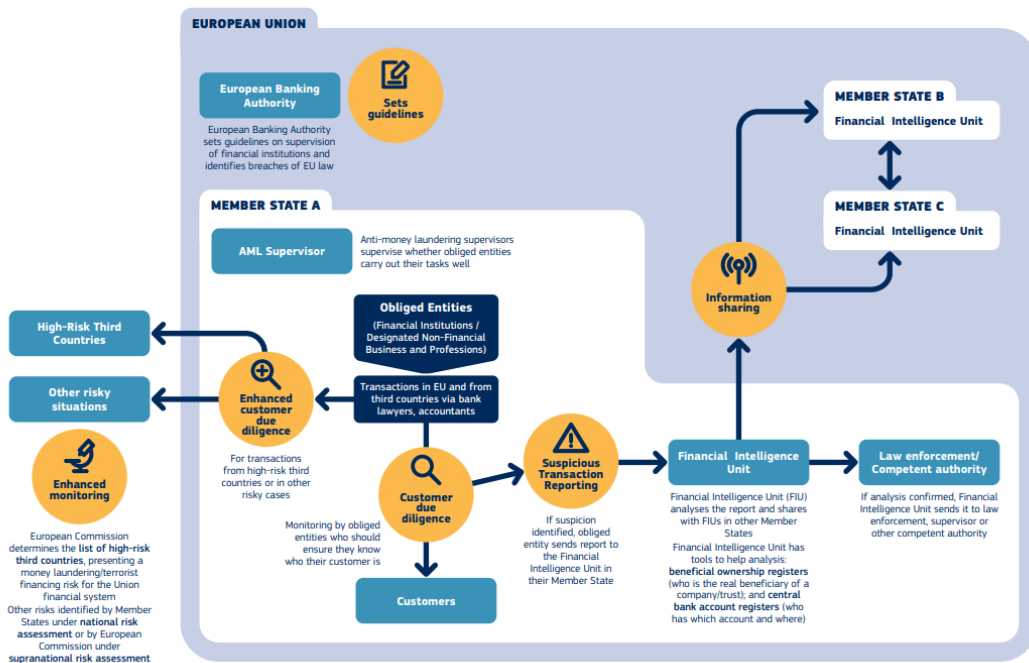 EUROPEAN UNION
European Banking
Authority
Sets
guidelines
European Banking Authority
sets guidelines on supervision
of financial institutions and
identifies breaches of EU law
MEMBER STATE B
Financial Intelligence Unit
MEMBER STATE C
Financial Intelligence Unit
Information
sharing
MEMBER STATE A
AML Supervisor
Anti-money laundering supervisors
supervise whether obliged entities
carry out their tasks well
Obliged Entities
(Financial Institutions /
Designated Non-Financial
Business and Professions)
Transactions in EU and from
third countries via bank
lawyers, accountants
High-Risk Third
Countries
Other risky
situations
Enhanced
customer
due
diligence
For transactions
from high-risk third
countries or in other
risky cases
Enhanced
monitoring
European Commission
determines the list of high-risk
third countries, presenting a
money laundering/terrorist
financing risk for the Union
financial system
Other risks identified by Member
States under national risk
assessment or by European
Commission under
supranational risk assessment
Customer
due
diligence
Monitoring by obliged
entities who should
ensure they know
who their customer is
Customers
Suspicious
Transaction
Reporting
If suspicion
identified, obliged
entity sends report to
the Financial
Intelligence Unit in
their Member State
Financial Intelligence
Unit
Financial Intelligence Unit (FIU)
analyses the report and shares
with FIUs in other Member
States
Financial Intelligence Unit has
tools to help analysis:
beneficial ownership registers
(who is the real beneficiary of a
company/trust); and central
bank account registers (who
has which account and where)
Law enforcement/
Competent authority
If analysis confirmed, Financial
Intelligence Unit sends it to law
enforcement, supervisor or
other competent authority